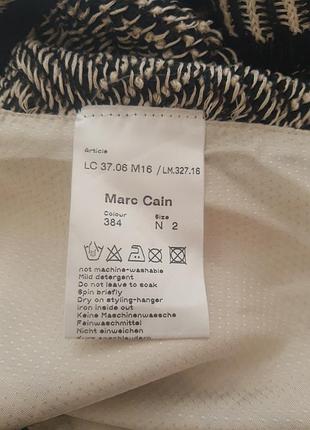 Article
LC 37.06 M16 / LM.327.16
Marc Cain
Colour Size
384 N 2
not machine-washable
Mild detergent
Do not leave to soak
Spin briefly
Dry on styling-hanger
iron inside out
Keine Maschinenwaesche
Feinwaschmittel
Nicht einweichen
kurz anschleudern